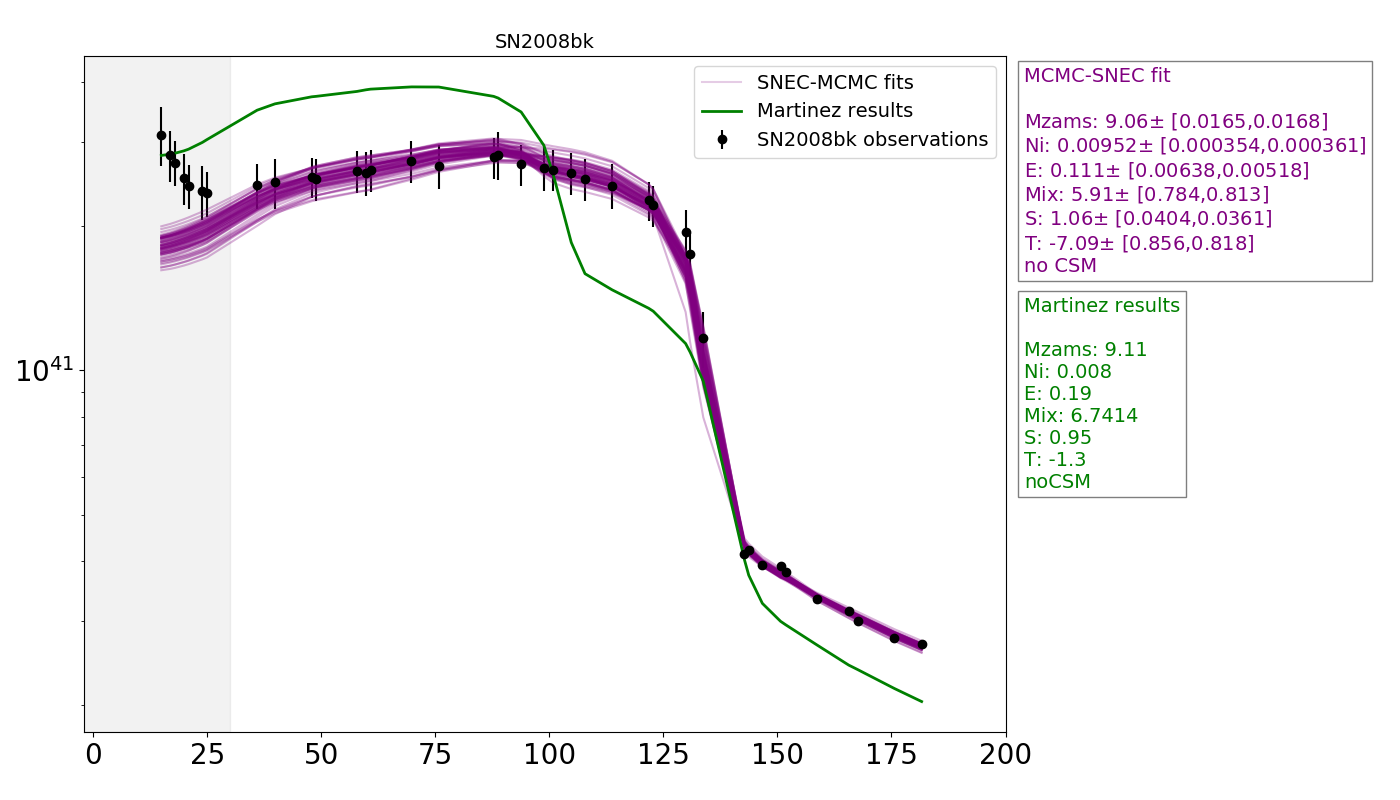 SN2008bk
SNEC-MCMC fits
Martinez results
SN2008bk observations
10^41
0 25 50 75 100 125 150 175 200
MCMC-SNEC fit
Mzams: 9.06± [0.0165,0.0168]
Ni: 0.00952± [0.000354,0.000361]
E: 0.111± [0.00638,0.00518]
Mix: 5.91± [0.784,0.813]
S: 1.06± [0.0404,0.0361]
T: -7.09± [0.856,0.818]
no CSM
Martinez results
Mzams: 9.11
Ni: 0.008
E: 0.19
Mix: 6.7414
S: 0.95
T: -1.3
noCSM